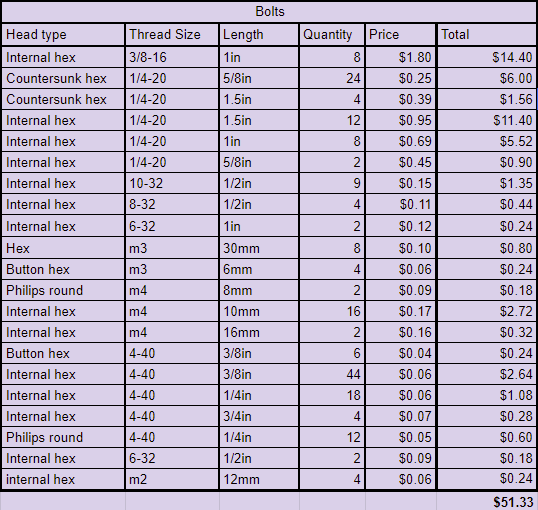 Bolts
Head type Thread Size Length Quantity Price Total
Internal hex 3/8-16 1in 8 $1.80 $14.40
Countersunk hex 1/4-20 5/8in 24 $0.25 $6.00
Countersunk hex 1/4-20 1.5in 4 $0.39 $1.56
Internal hex 1/4-20 1.5in 12 $0.95 $11.40
Internal hex 1/4-20 1in 8 $0.69 $5.52
Internal hex 1/4-20 5/8in 2 $0.45 $0.90
Internal hex 10-32 1/2in 9 $0.15 $1.35
Internal hex 8-32 1/2in 4 $0.11 $0.44
Internal hex 6-32 1in 2 $0.12 $0.24
Hex m3 30mm 8 $0.10 $0.80
Button hex m3 6mm 4 $0.06 $0.24
Philips round m4 8mm 2 $0.09 $0.18
Internal hex m4 10mm 16 $0.17 $2.72
Internal hex m4 16mm 2 $0.16 $0.32
Button hex 4-40 3/8in 6 $0.04 $0.24
Internal hex 4-40 3/8in 44 $0.06 $2.64
Internal hex 4-40 1/4in 18 $0.06 $1.08
Internal hex 4-40 3/4in 4 $0.07 $0.28
Philips round 4-40 1/4in 12 $0.05 $0.60
Internal hex 6-32 1/2in 2 $0.09 $0.18
internal hex m2 12mm 4 $0.06 $0.24
$51.33